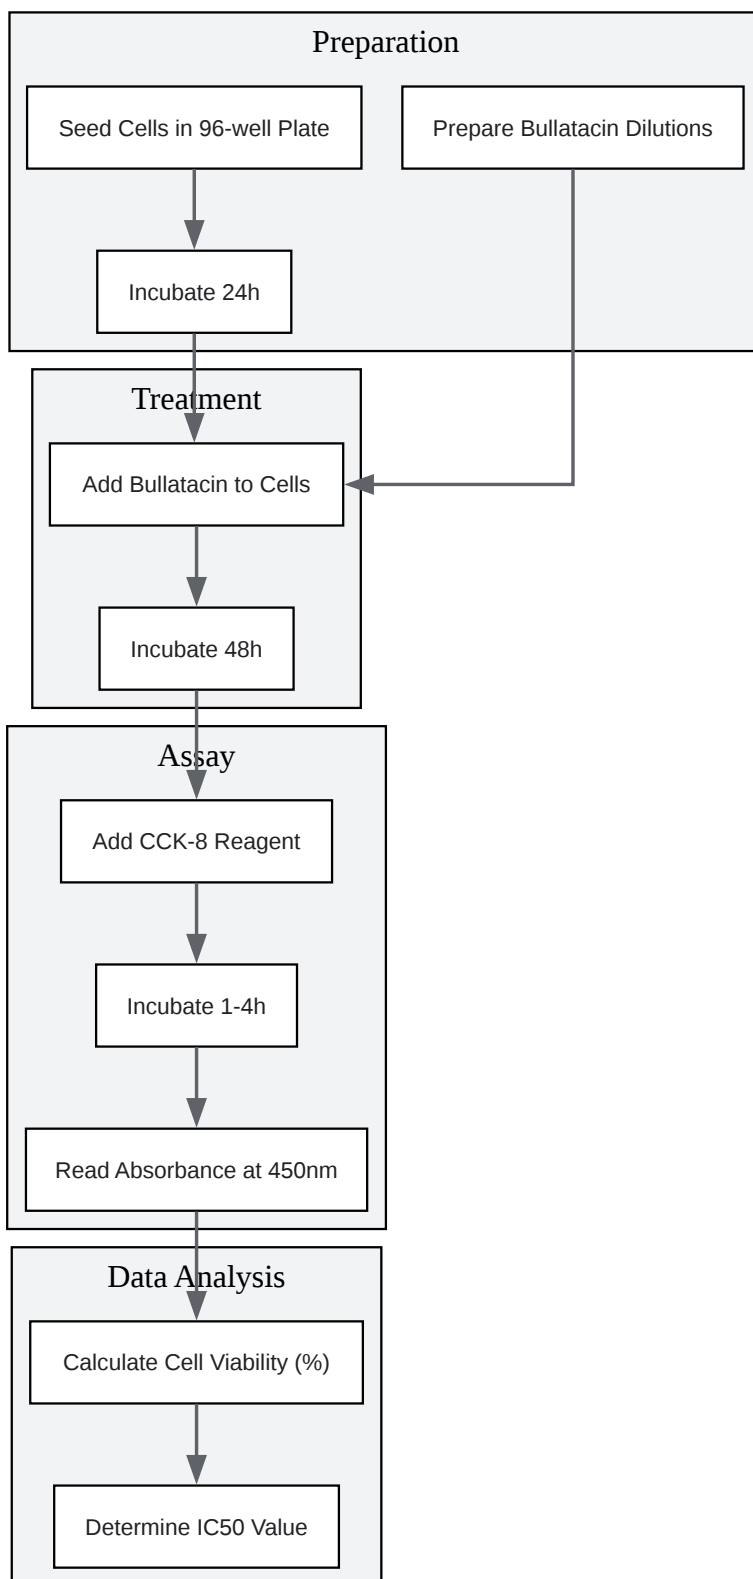 Preparation
Seed Cells in 96-well Plate
Prepare Bullatacin Dilutions
Incubate 24h
Treatment
Add Bullatacin to Cells
Incubate 48h
Assay
Add CCK-8 Reagent
Incubate 1-4h
Read Absorbance at 450nm
Data Analysis
Calculate Cell Viability (%)
Determine IC50 Value